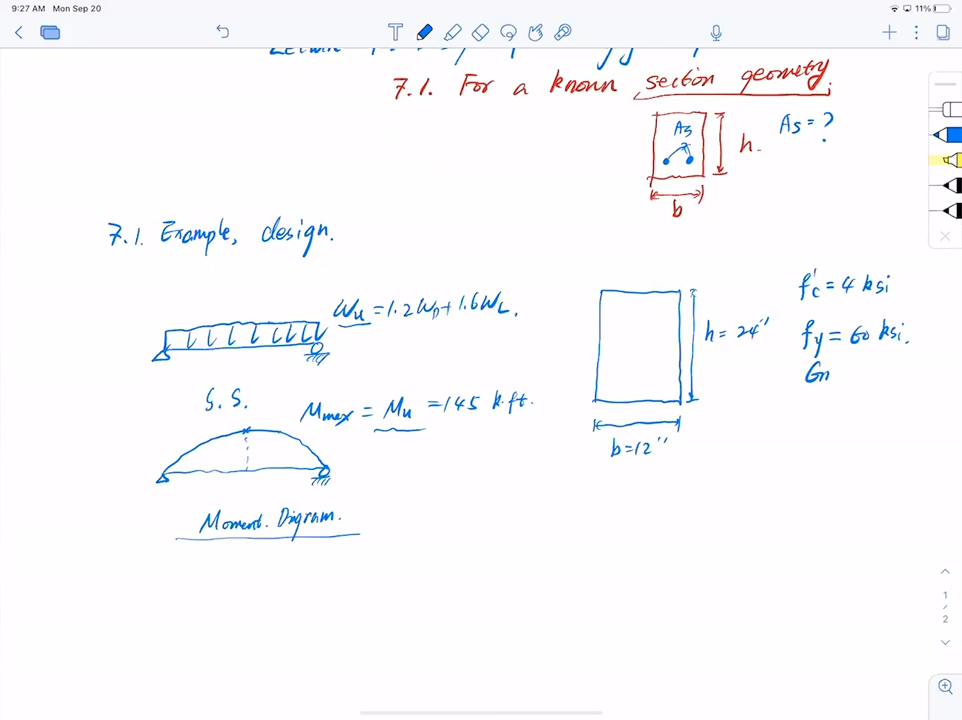 9:27 AM Mon Sep 20
11%
7.1. For a known section geometry.
As
h.
As = ?
b
7.1. Example, design.
Wu = 1.2WD + 1.6WL.
S.S.
Mmax = Mu = 145 k.ft.
Moment. Digram.
h = 24"
b = 12"
f'c = 4 ksi
fy = 60 ksi.
Gn
1
/
2